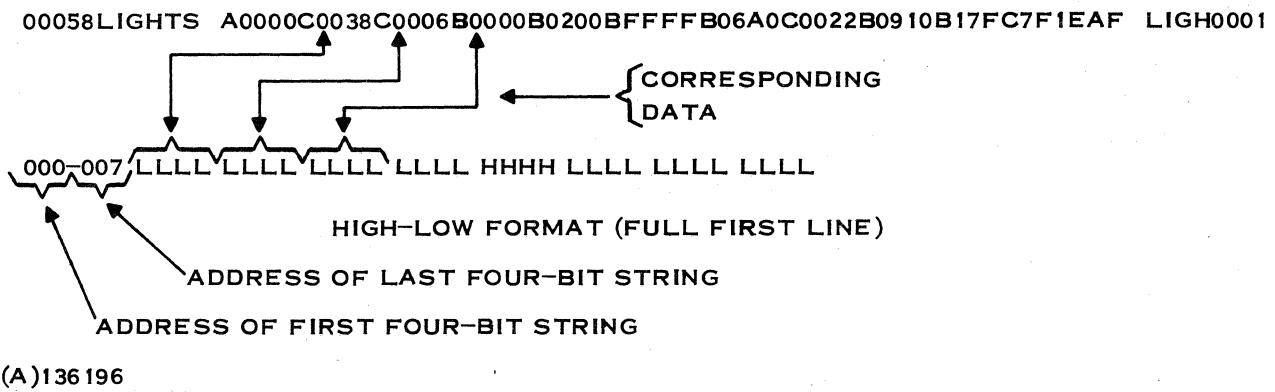 00058LIGHTS A0000C0038C0006B0000B0200BFFFFB06A0C0022B0910B17FC7F1EAF LIGH0001
CORRESPONDING
DATA
000-007 LLLL LLLL LLLL LLLL HHHH LLLL LLLL LLLL
HIGH-LOW FORMAT (FULL FIRST LINE)
ADDRESS OF LAST FOUR-BIT STRING
ADDRESS OF FIRST FOUR-BIT STRING
(A)136196